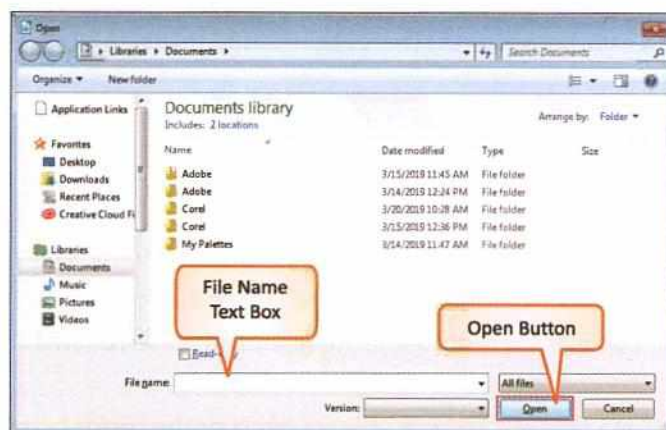 Open
Libraries ▸ Documents ▸
Search Documents
Organize ▾ New folder
Application Links
Favorites
Desktop
Downloads
Recent Places
Creative Cloud Fi
Libraries
Documents
Music
Pictures
Videos
Documents library
Includes: 2 locations
Arrange by: Folder ▾
Name Date modified Type Size
Adobe 3/15/2019 11:45 AM File folder
Adobe 3/14/2019 12:24 PM File folder
Corel 3/20/2019 10:28 AM File folder
Corel 3/15/2019 12:36 PM File folder
My Palettes 3/14/2019 11:47 AM File folder
File Name
Text Box
Open Button
Read-
File name: All files
Version: Open Cancel